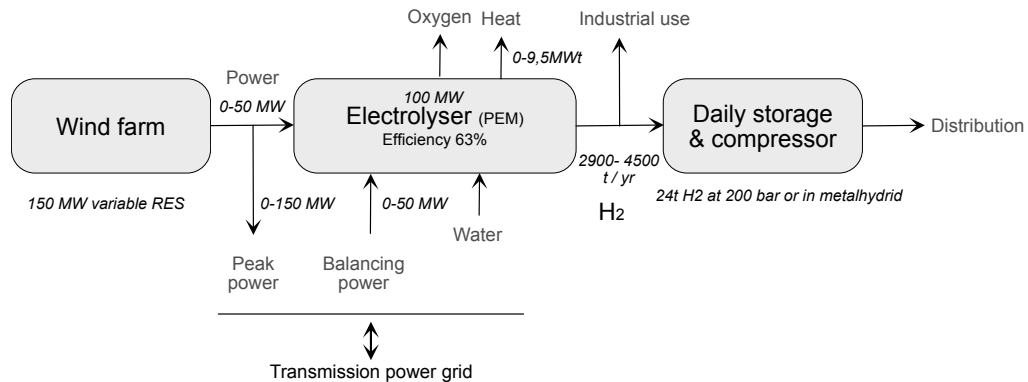 Oxygen
Heat
Industrial use
0-9,5MWt
Power
0-50 MW
Wind farm
100 MW
Electrolyser (PEM)
Efficiency 63%
Daily storage
& compressor
Distribution
150 MW variable RES
0-150 MW
0-50 MW
2900- 4500
t / yr
H2
24t H2 at 200 bar or in metalhydrid
Water
Peak
power
Balancing
power
Transmission power grid